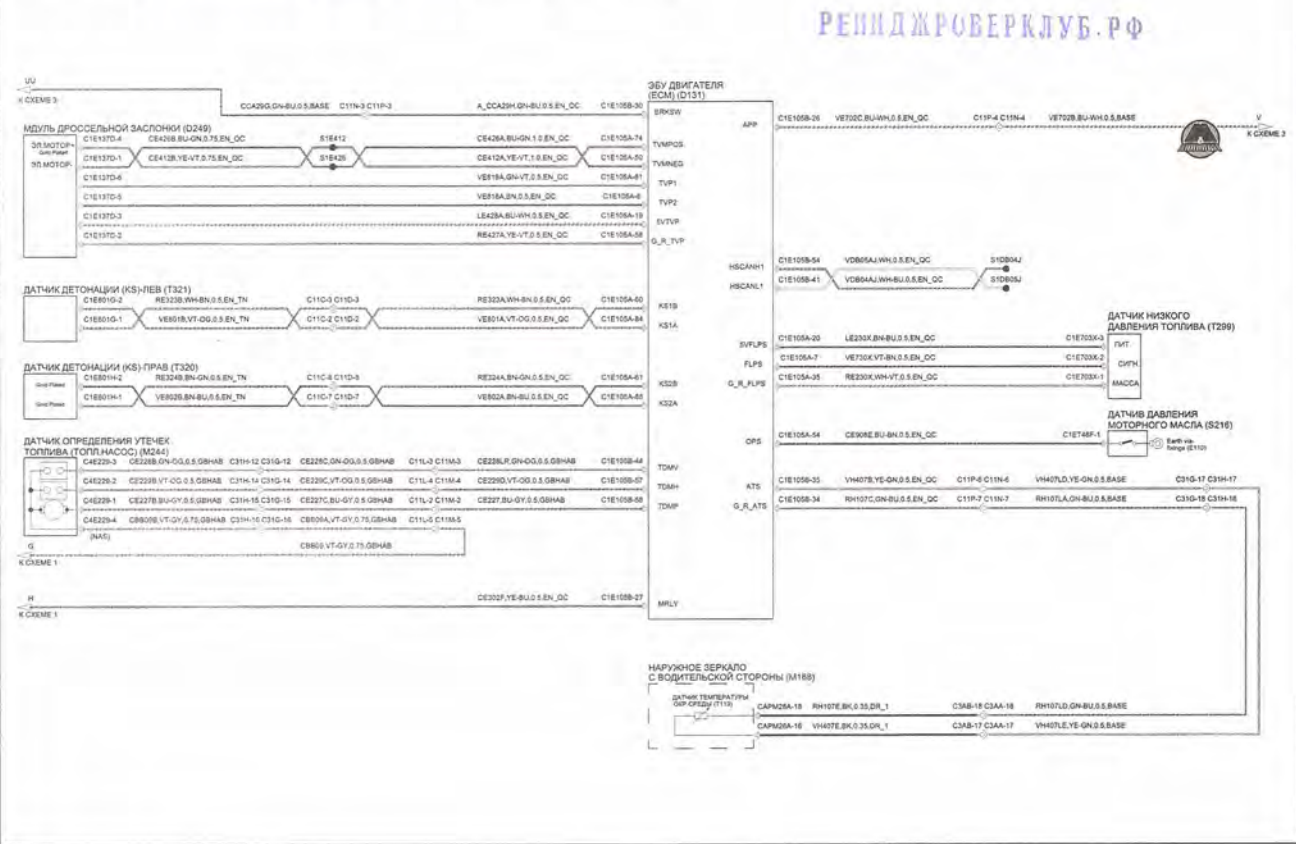 РЕЙНДЖРОВЕРКЛУБ.РФ
UU
К СХЕМЕ 3
CCA29G,GN-BU,0.5,BASE C11N-3 C11P-3 A_CCA29H,GN-BU,0.5,EN_QC C1E105B-30
ЭБУ ДВИГАТЕЛЯ
(ECM) (D131)
BRKSW
APP
C1E105B-26 VE702C,BU-WH,0.5,EN_QC C11P-4 C11N-4 VE702B,BU-WH,0.5,BASE
V
К СХЕМЕ 2
МДУЛЬ ДРОССЕЛЬНОЙ ЗАСЛОНКИ (D249)
ЭЛ.МОТОР+
Gold Plated
ЭЛ.МОТОР-
C1E137D-4 CE426B,BU-GN,0.75,EN_QC S1E412 CE426A,BU-GN,1.0,EN_QC C1E105A-74
TVMPOS
C1E137D-1 CE412B,YE-VT,0.75,EN_QC S1E426 CE412A,YE-VT,1.0,EN_QC C1E105A-50
TVMNEG
C1E137D-6 VE818A,GN-VT,0.5,EN_QC C1E105A-81
TVP1
C1E137D-5 VE816A,BN,0.5,EN_QC C1E105A-6
TVP2
C1E137D-3 LE428A,BU-WH,0.5,EN_QC C1E105A-19
5VTVP
C1E137D-2 RE427A,YE-VT,0.5,EN_QC C1E105A-58
G_R_TVP
HSCANH1
C1E105B-54 VDB05AJ,WH,0.5,EN_QC S1DB04J
HSCANL1
C1E105B-41 VDB04AJ,WH-BU,0.5,EN_QC S1DB05J
ДАТЧИК ДЕТОНАЦИИ (KS)-ЛЕВ (T321)
C1E801G-2 RE323B,WH-BN,0.5,EN_TN C11C-3 C11D-3 RE323A,WH-BN,0.5,EN_QC C1E105A-60
KS1B
C1E801G-1 VE801B,VT-OG,0.5,EN_TN C11C-2 C11D-2 VE801A,VT-OG,0.5,EN_QC C1E105A-84
KS1A
ДАТЧИК НИЗКОГО
ДАВЛЕНИЯ ТОПЛИВА (T299)
5VFLPS
C1E105A-20 LE230X,BN-BU,0.5,EN_QC C1E703X-3
ПИТ.
FLPS
C1E105A-7 VE730X,VT-BN,0.5,EN_QC C1E703X-2
СИГН.
G_R_FLPS
C1E105A-35 RE230X,WH-VT,0.5,EN_QC C1E703X-1
МАССА
ДАТЧИК ДЕТОНАЦИИ (KS)-ПРАВ (T320)
Gold Plated
Gold Plated
C1E801H-2 RE324B,BN-GN,0.5,EN_TN C11C-8 C11D-8 RE324A,BN-GN,0.5,EN_QC C1E105A-61
KS2B
C1E801H-1 VE802B,BN-BU,0.5,EN_TN C11C-7 C11D-7 VE802A,BN-BU,0.5,EN_QC C1E105A-85
KS2A
ДАТЧИВ ДАВЛЕНИЯ
МОТОРНОГО МАСЛА (S216)
OPS
C1E105A-54 CE908E,BU-BN,0.5,EN_QC C1ET46F-1
Earth via
fixings (E110)
ДАТЧИК ОПРЕДЕЛЕНИЯ УТЕЧЕК
ТОПЛИВА (ТОПЛ.НАСОС) (M244)
C4E229-3 CE228B,GN-OG,0.5,GBHAB C31H-12 C31G-12 CE228C,GN-OG,0.5,GBHAB C11L-3 C11M-3 CE228LR,GN-OG,0.5,GBHAB C1E105B-44
TDMV
C4E229-2 CE229B,VT-OG,0.5,GBHAB C31H-14 C31G-14 CE229C,VT-OG,0.5,GBHAB C11L-4 C11M-4 CE229D,VT-OG,0.5,GBHAB C1E105B-57
TDMH
C4E229-1 CE227B,BU-GY,0.5,GBHAB C31H-15 C31G-15 CE227C,BU-GY,0.5,GBHAB C11L-2 C11M-2 CE227,BU-GY,0.5,GBHAB C1E105B-58
TDMP
C4E229-4 CBB09B,VT-GY,0.75,GBHAB C31H-16 C31G-16 CBB09A,VT-GY,0.75,GBHAB C11L-5 C11M-5
(NAS)
ATS
C1E105B-35 VH407B,YE-GN,0.5,EN_QC C11P-6 C11N-6 VH407LD,YE-GN,0.5,BASE C31G-17 C31H-17
G_R_ATS
C1E105B-34 RH107C,GN-BU,0.5,EN_QC C11P-7 C11N-7 RH107LA,GN-BU,0.5,BASE C31G-18 C31H-18
G
К СХЕМЕ 1
CBB09,VT-GY,0.75,GBHAB
H
К СХЕМЕ 1
CE302F,YE-BU,0.5,EN_QC C1E105B-27
MRLY
НАРУЖНОЕ ЗЕРКАЛО
С ВОДИТЕЛЬСКОЙ СТОРОНЫ (M168)
ДАТЧИК ТЕМПЕРАТУРЫ
ОКР.СРЕДЫ (T113)
CAPM26A-18 RH107E,BK,0.35,DR_1 C3AB-18 C3AA-18 RH107LD,GN-BU,0.5,BASE
CAPM26A-16 VH407E,BK,0.35,DR_1 C3AB-17 C3AA-17 VH407LE,YE-GN,0.5,BASE